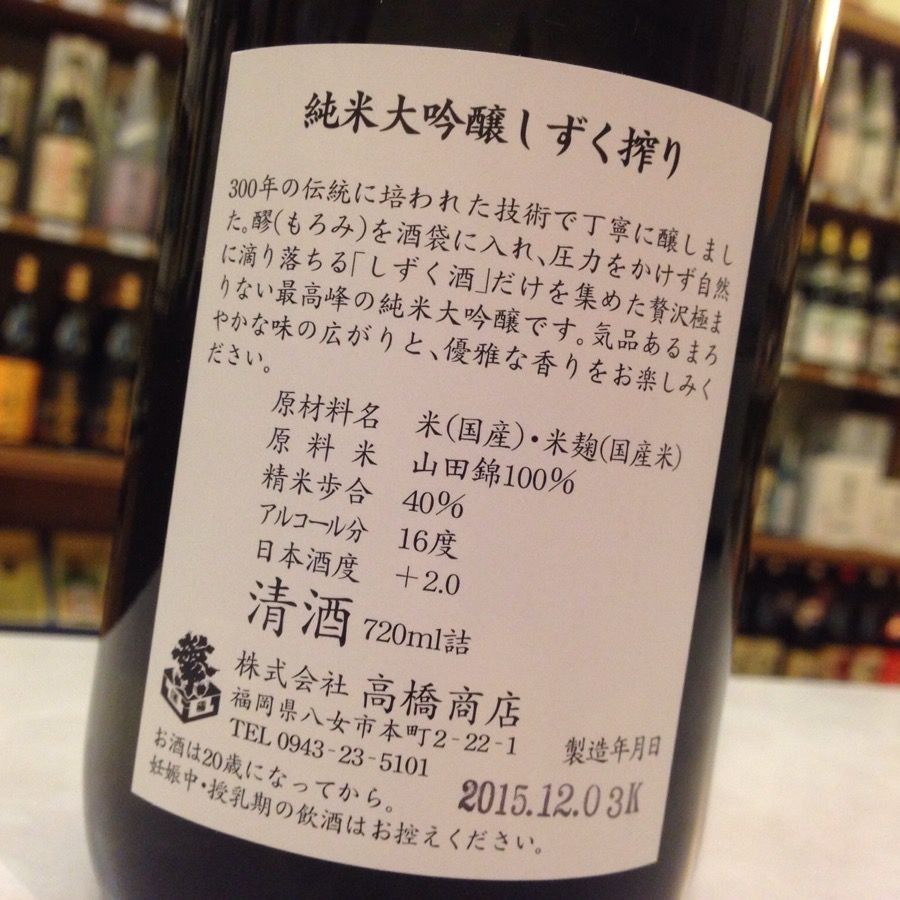 純米大吟醸しずく搾り
300年の伝統に培われた技術で丁寧に醸しまし
た。醪(もろみ)を酒袋に入れ、圧力をかけず自然
に滴り落ちる「しずく酒」だけを集めた贅沢極ま
りない最高峰の純米大吟醸です。気品あるまろ
やかな味の広がりと、優雅な香りをお楽しみく
ださい。
原材料名 米(国産)・米麹(国産米)
原料米 山田錦100%
精米歩合 40%
アルコール分 16度
日本酒度 +2.0
清酒 720ml詰
株式会社 高橋商店
福岡県八女市本町2-22-1
TEL 0943-23-5101
製造年月日
2015.12.03K
お酒は20歳になってから。
妊娠中・授乳期の飲酒はお控えください。